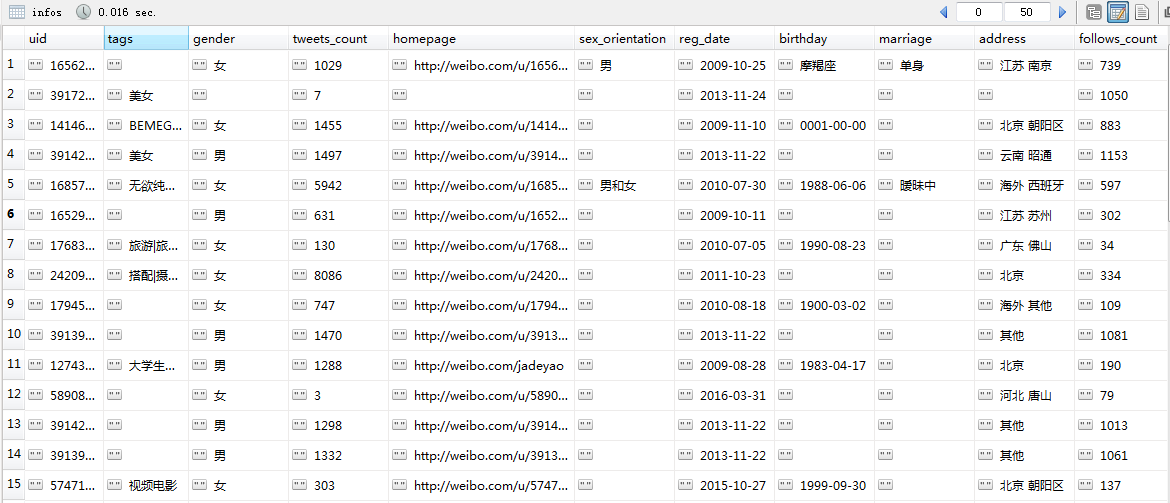 infos 0.016 sec. 0 50
uid tags gender tweets_count homepage sex_orientation reg_date birthday marriage address follows_count
1 "" 16562... "" "" 女 "" 1029 "" http://weibo.com/u/1656... "" 男 "" 2009-10-25 "" 摩羯座 "" 单身 "" 江苏 南京 "" 739
2 "" 39172... "" 美女 "" "" 7 "" "" "" 2013-11-24 "" "" "" "" 1050
3 "" 14146... "" BEMEG... "" 女 "" 1455 "" http://weibo.com/u/1414... "" "" 2009-11-10 "" 0001-00-00 "" "" 北京 朝阳区 "" 883
4 "" 39142... "" 美女 "" 男 "" 1497 "" http://weibo.com/u/3914... "" "" 2013-11-22 "" "" "" 云南 昭通 "" 1153
5 "" 16857... "" 无欲纯... "" 女 "" 5942 "" http://weibo.com/u/1685... "" 男和女 "" 2010-07-30 "" 1988-06-06 "" 暧昧中 "" 海外 西班牙 "" 597
6 "" 16529... "" "" 男 "" 631 "" http://weibo.com/u/1652... "" "" 2009-10-11 "" "" "" 江苏 苏州 "" 302
7 "" 17683... "" 旅游|旅... "" 女 "" 130 "" http://weibo.com/u/1768... "" "" 2010-07-05 "" 1990-08-23 "" "" 广东 佛山 "" 34
8 "" 24209... "" 搭配|摄... "" 女 "" 8086 "" http://weibo.com/u/2420... "" "" 2011-10-23 "" "" "" 北京 "" 334
9 "" 17945... "" "" 女 "" 747 "" http://weibo.com/u/1794... "" "" 2010-08-18 "" 1900-03-02 "" "" 海外 其他 "" 109
10 "" 39139... "" "" 男 "" 1470 "" http://weibo.com/u/3913... "" "" 2013-11-22 "" "" "" 其他 "" 1081
11 "" 12743... "" 大学生... "" 男 "" 1288 "" http://weibo.com/jadeyao "" "" 2009-08-28 "" 1983-04-17 "" "" 北京 "" 190
12 "" 58908... "" "" 女 "" 3 "" http://weibo.com/u/5890... "" "" 2016-03-31 "" "" "" 河北 唐山 "" 79
13 "" 39142... "" "" 男 "" 1298 "" http://weibo.com/u/3914... "" "" 2013-11-22 "" "" "" 其他 "" 1013
14 "" 39139... "" "" 男 "" 1332 "" http://weibo.com/u/3913... "" "" 2013-11-22 "" "" "" 其他 "" 1061
15 "" 57471... "" 视频电影 "" 女 "" 303 "" http://weibo.com/u/5747... "" "" 2015-10-27 "" 1999-09-30 "" "" 北京 朝阳区 "" 137